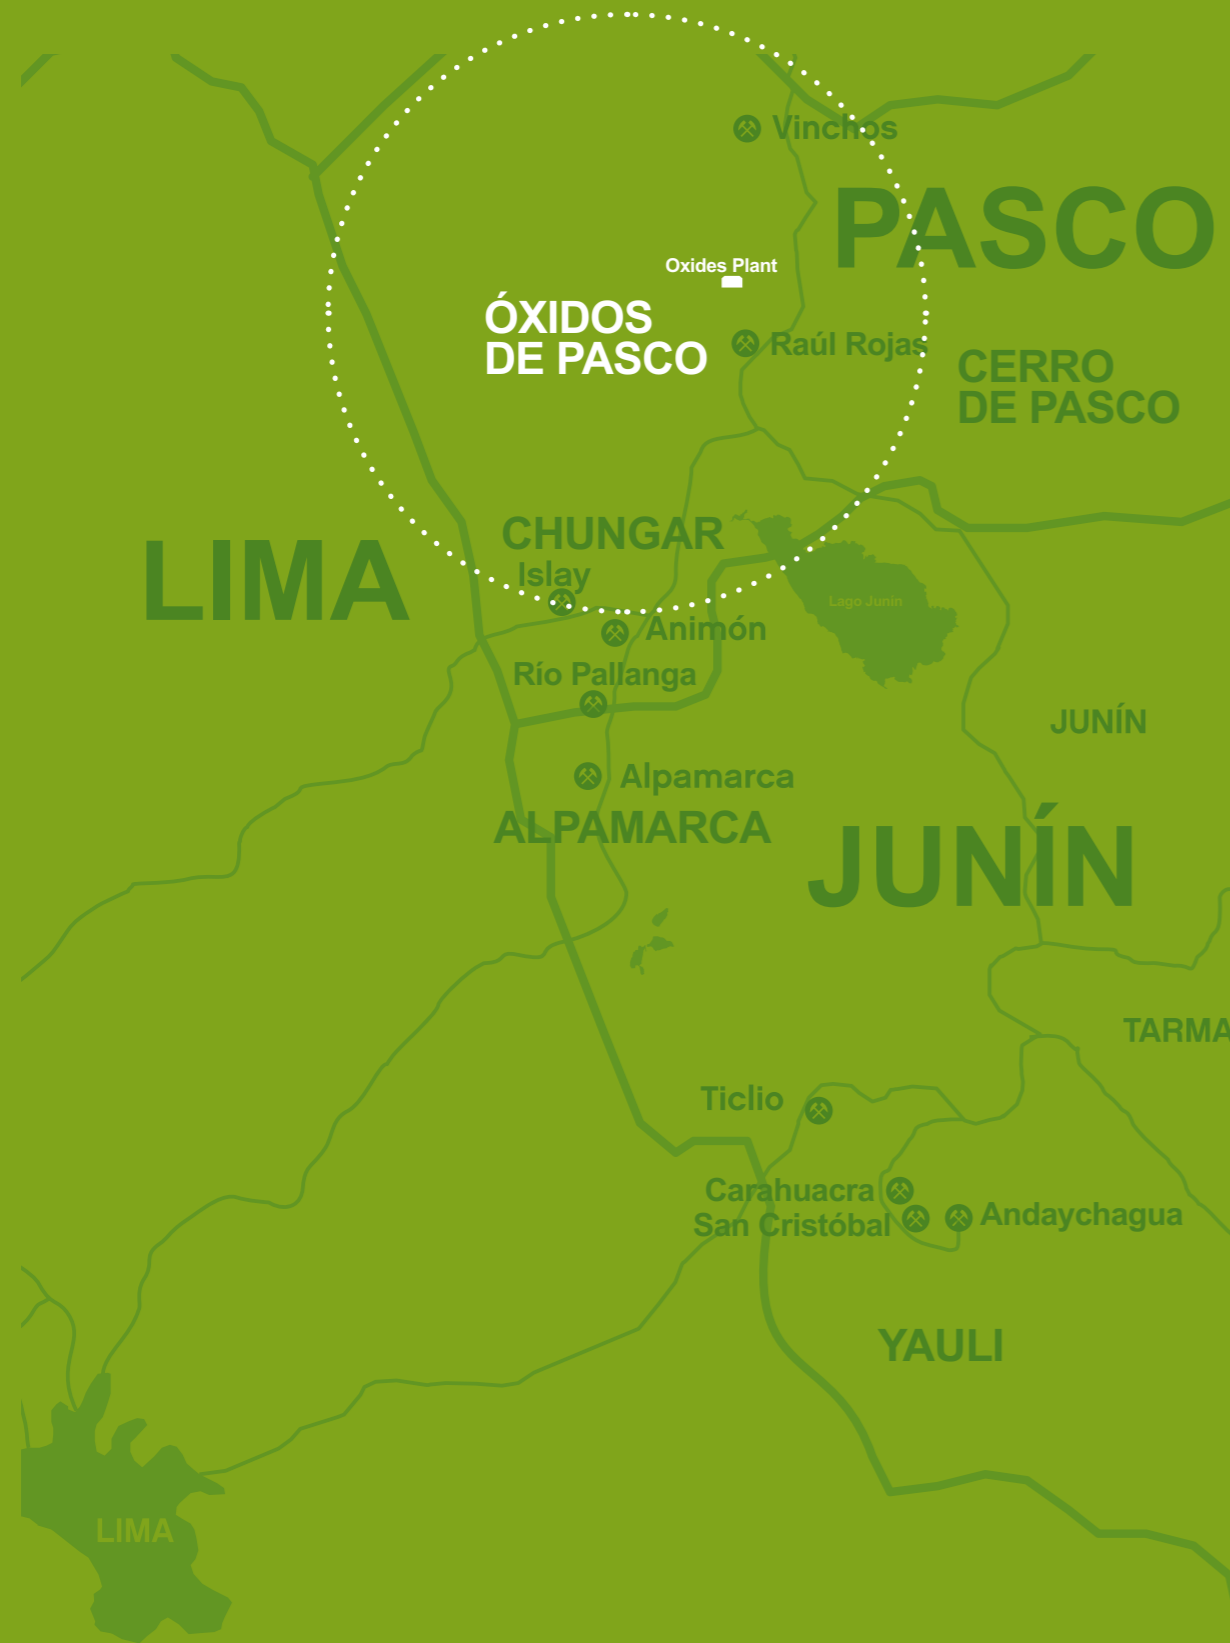 Vinchos
PASCO
Oxides Plant
ÓXIDOS
DE PASCO
Raúl Rojas
CERRO
DE PASCO
CHUNGAR
Islay
LIMA
Lago Junin
Animón
Río Pallanga
JUNÍN
Alpamarca
ALPAMARCA
JUNÍN
TARMA
Ticlio
Carahuacra
San Cristóbal
Andaychagua
YAULI
LIMA